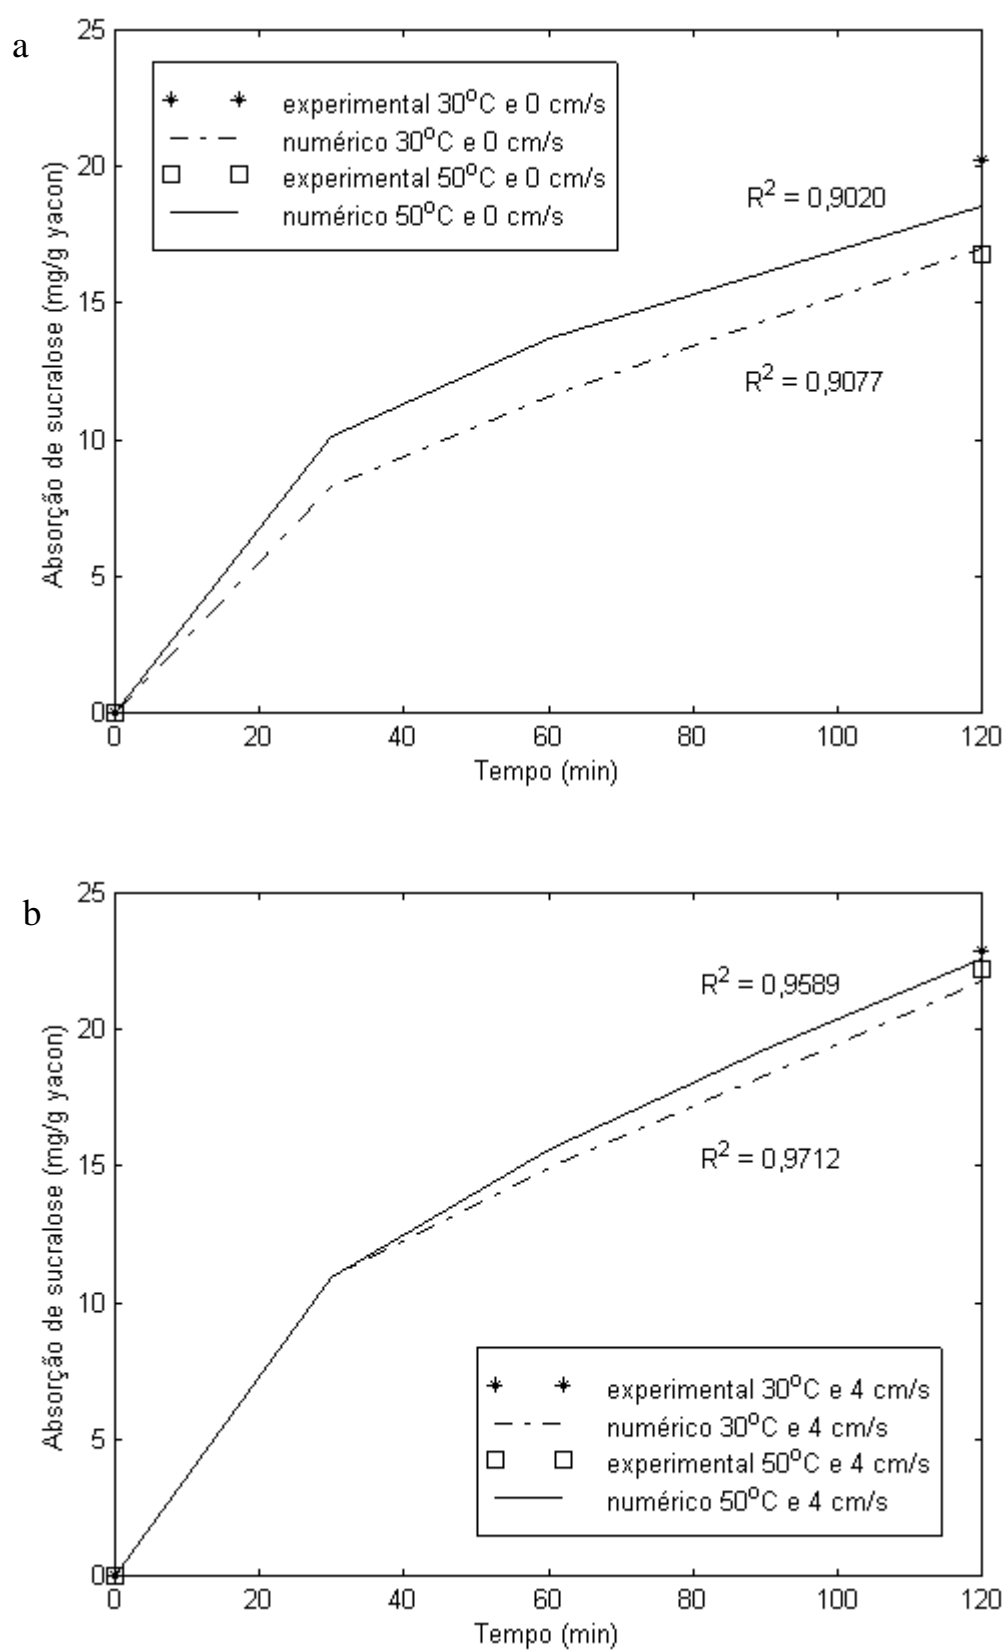 a
25
20
15
10
5
0
Absorção de sucralose (mg/g yacon)
experimental 30°C e 0 cm/s
numérico 30°C e 0 cm/s
experimental 50°C e 0 cm/s
numérico 50°C e 0 cm/s
R² = 0,9020
R² = 0,9077
0 20 40 60 80 100 120
Tempo (min)
b
25
20
15
10
5
0
Absorção de sucralose (mg/g yacon)
R² = 0,9589
R² = 0,9712
experimental 30°C e 4 cm/s
numérico 30°C e 4 cm/s
experimental 50°C e 4 cm/s
numérico 50°C e 4 cm/s
0 20 40 60 80 100 120
Tempo (min)